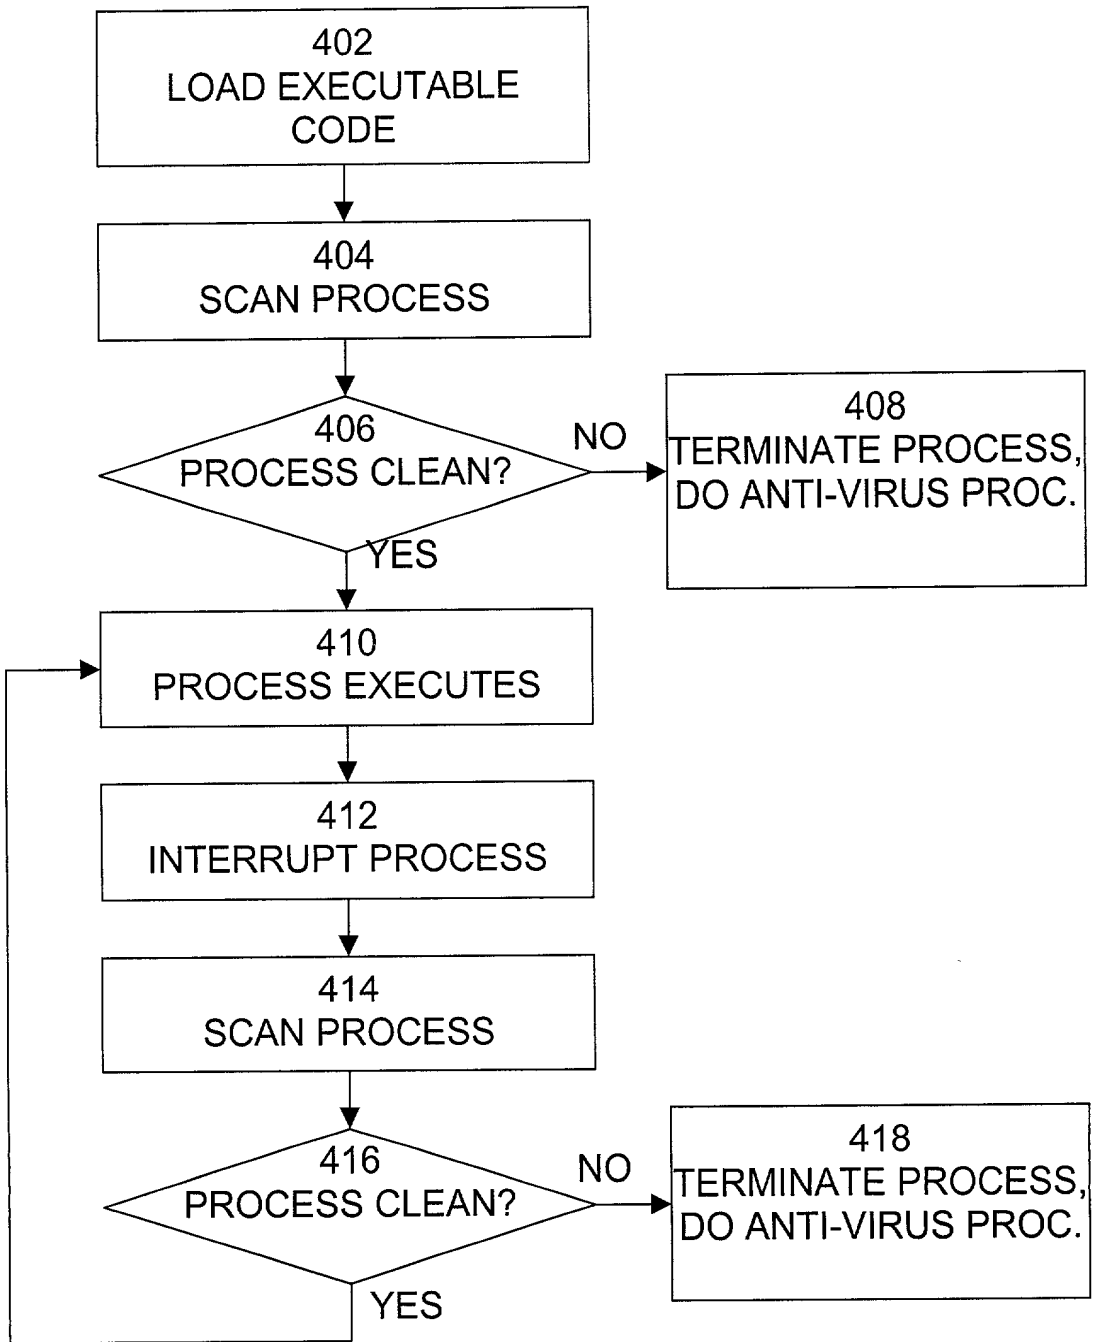 402
LOAD EXECUTABLE
CODE
404
SCAN PROCESS
406
PROCESS CLEAN?
NO
408
TERMINATE PROCESS,
DO ANTI-VIRUS PROC.
YES
410
PROCESS EXECUTES
412
INTERRUPT PROCESS
414
SCAN PROCESS
416
PROCESS CLEAN?
NO
418
TERMINATE PROCESS,
DO ANTI-VIRUS PROC.
YES